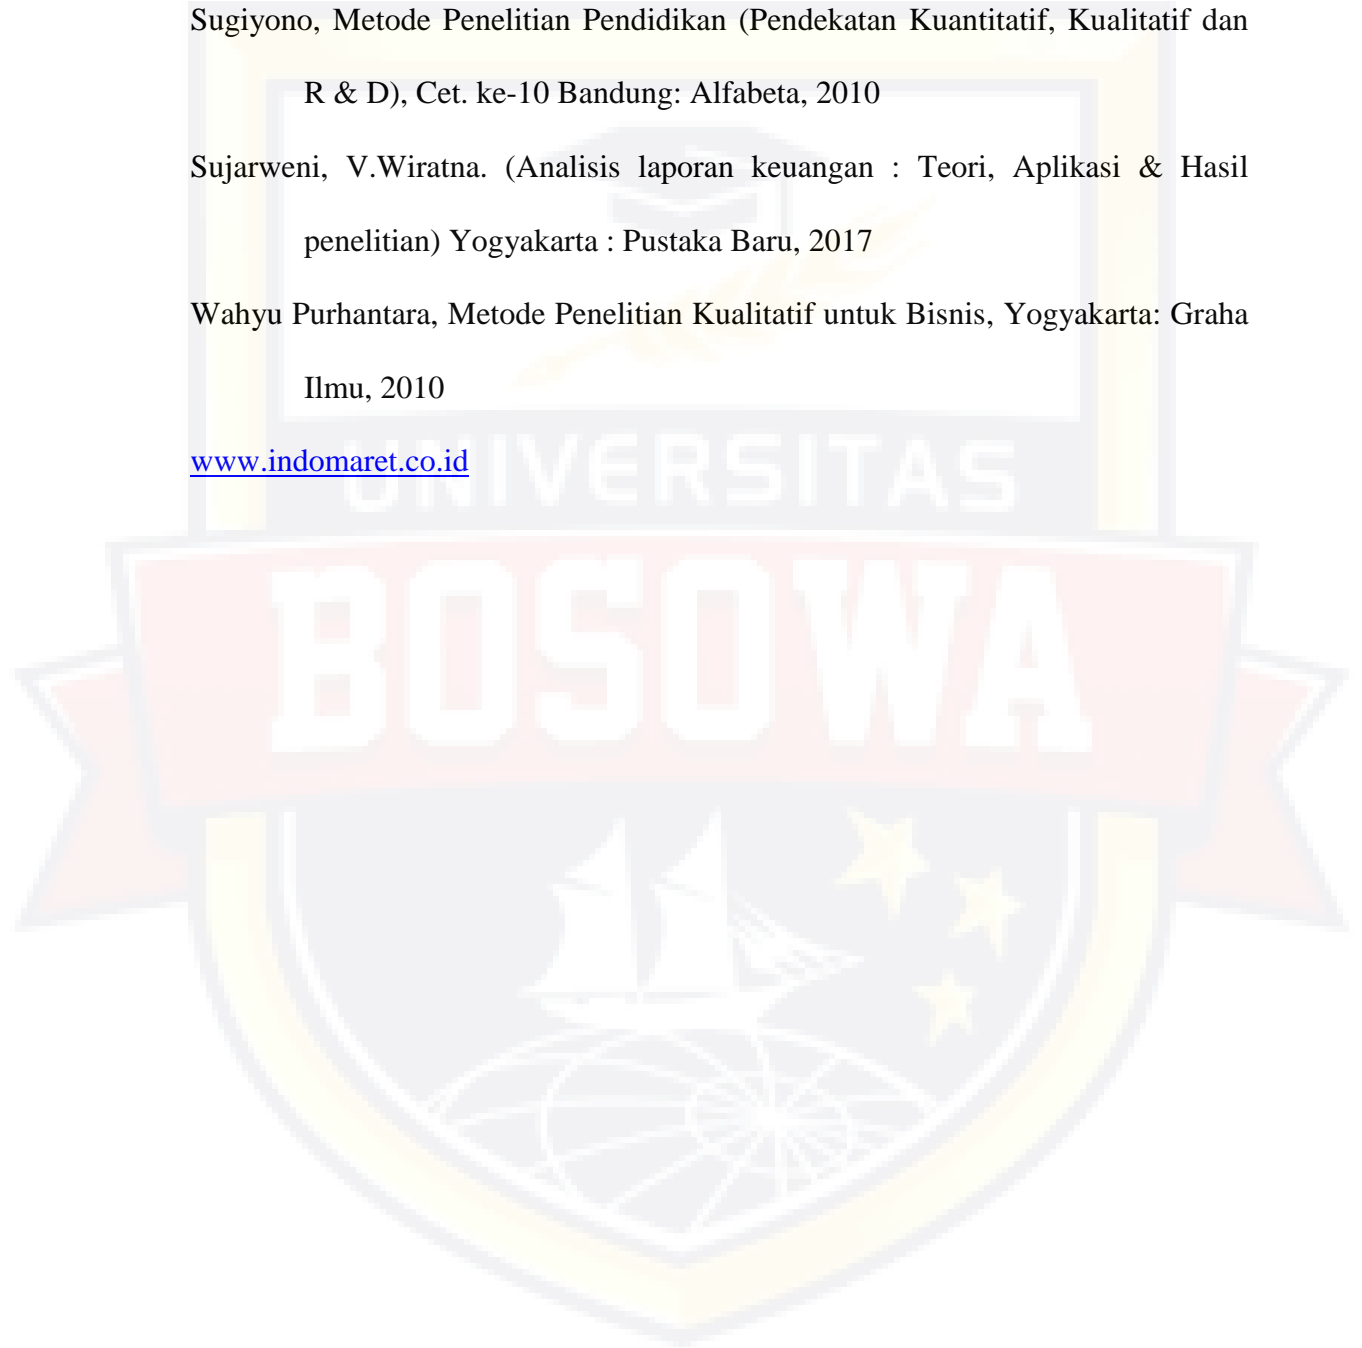 Sugiyono, Metode Penelitian Pendidikan (Pendekatan Kuantitatif, Kualitatif dan
R & D), Cet. ke-10 Bandung: Alfabeta, 2010
Sujarweni, V.Wiratna. (Analisis laporan keuangan : Teori, Aplikasi & Hasil
penelitian) Yogyakarta : Pustaka Baru, 2017
Wahyu Purhantara, Metode Penelitian Kualitatif untuk Bisnis, Yogyakarta: Graha
Ilmu, 2010
www.indomaret.co.id
UNIVERSITAS
BOSOWA